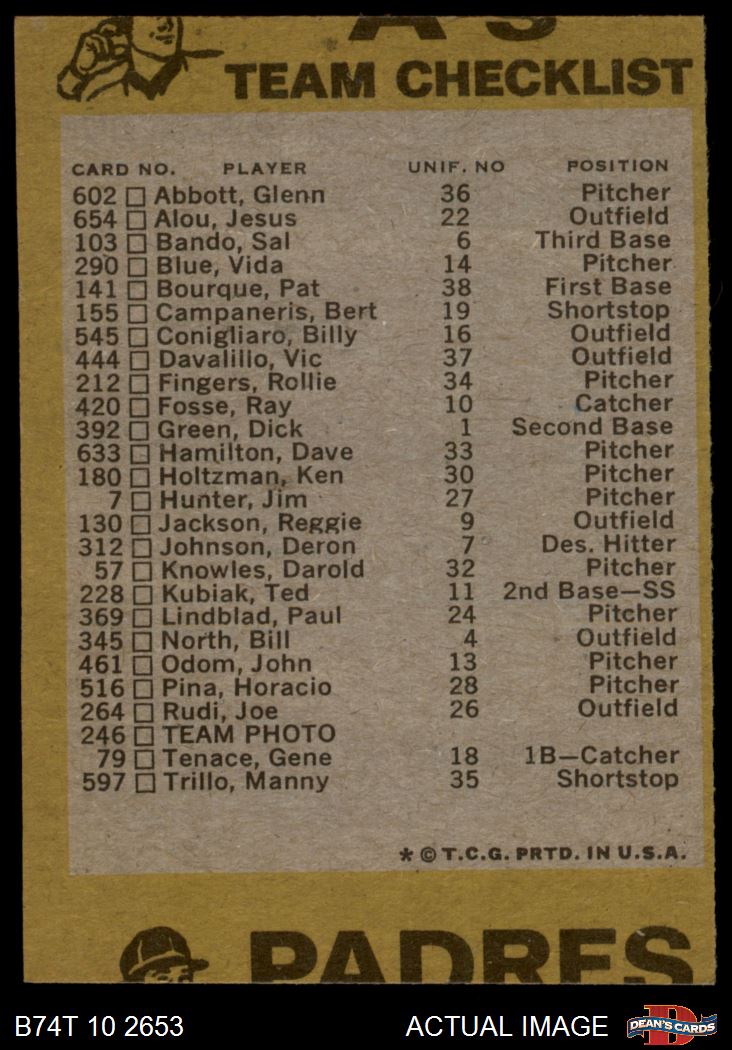 A's
TEAM CHECKLIST
CARD NO. PLAYER UNIF. NO POSITION
602 Abbott, Glenn 36 Pitcher
654 Alou, Jesus 22 Outfield
103 Bando, Sal 6 Third Base
290 Blue, Vida 14 Pitcher
141 Bourque, Pat 38 First Base
155 Campaneris, Bert 19 Shortstop
545 Conigliaro, Billy 16 Outfield
444 Davalillo, Vic 37 Outfield
212 Fingers, Rollie 34 Pitcher
420 Fosse, Ray 10 Catcher
392 Green, Dick 1 Second Base
633 Hamilton, Dave 33 Pitcher
180 Holtzman, Ken 30 Pitcher
7 Hunter, Jim 27 Pitcher
130 Jackson, Reggie 9 Outfield
312 Johnson, Deron 7 Des. Hitter
57 Knowles, Darold 32 Pitcher
228 Kubiak, Ted 11 2nd Base—SS
369 Lindblad, Paul 24 Pitcher
345 North, Bill 4 Outfield
461 Odom, John 13 Pitcher
516 Pina, Horacio 28 Pitcher
264 Rudi, Joe 26 Outfield
246 TEAM PHOTO
79 Tenace, Gene 18 1B—Catcher
597 Trillo, Manny 35 Shortstop
* © T.C.G. PRTD. IN U.S.A.
PADRES
B74T 10 2653 ACTUAL IMAGE D DEAN'S CARDS